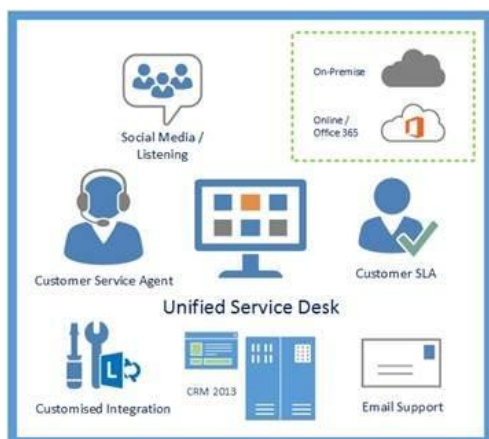 On-Premise
Online /
Office 365
Social Media /
Listening
Customer Service Agent
Customer SLA
Unified Service Desk
L
CRM 2013
Customised Integration
Email Support